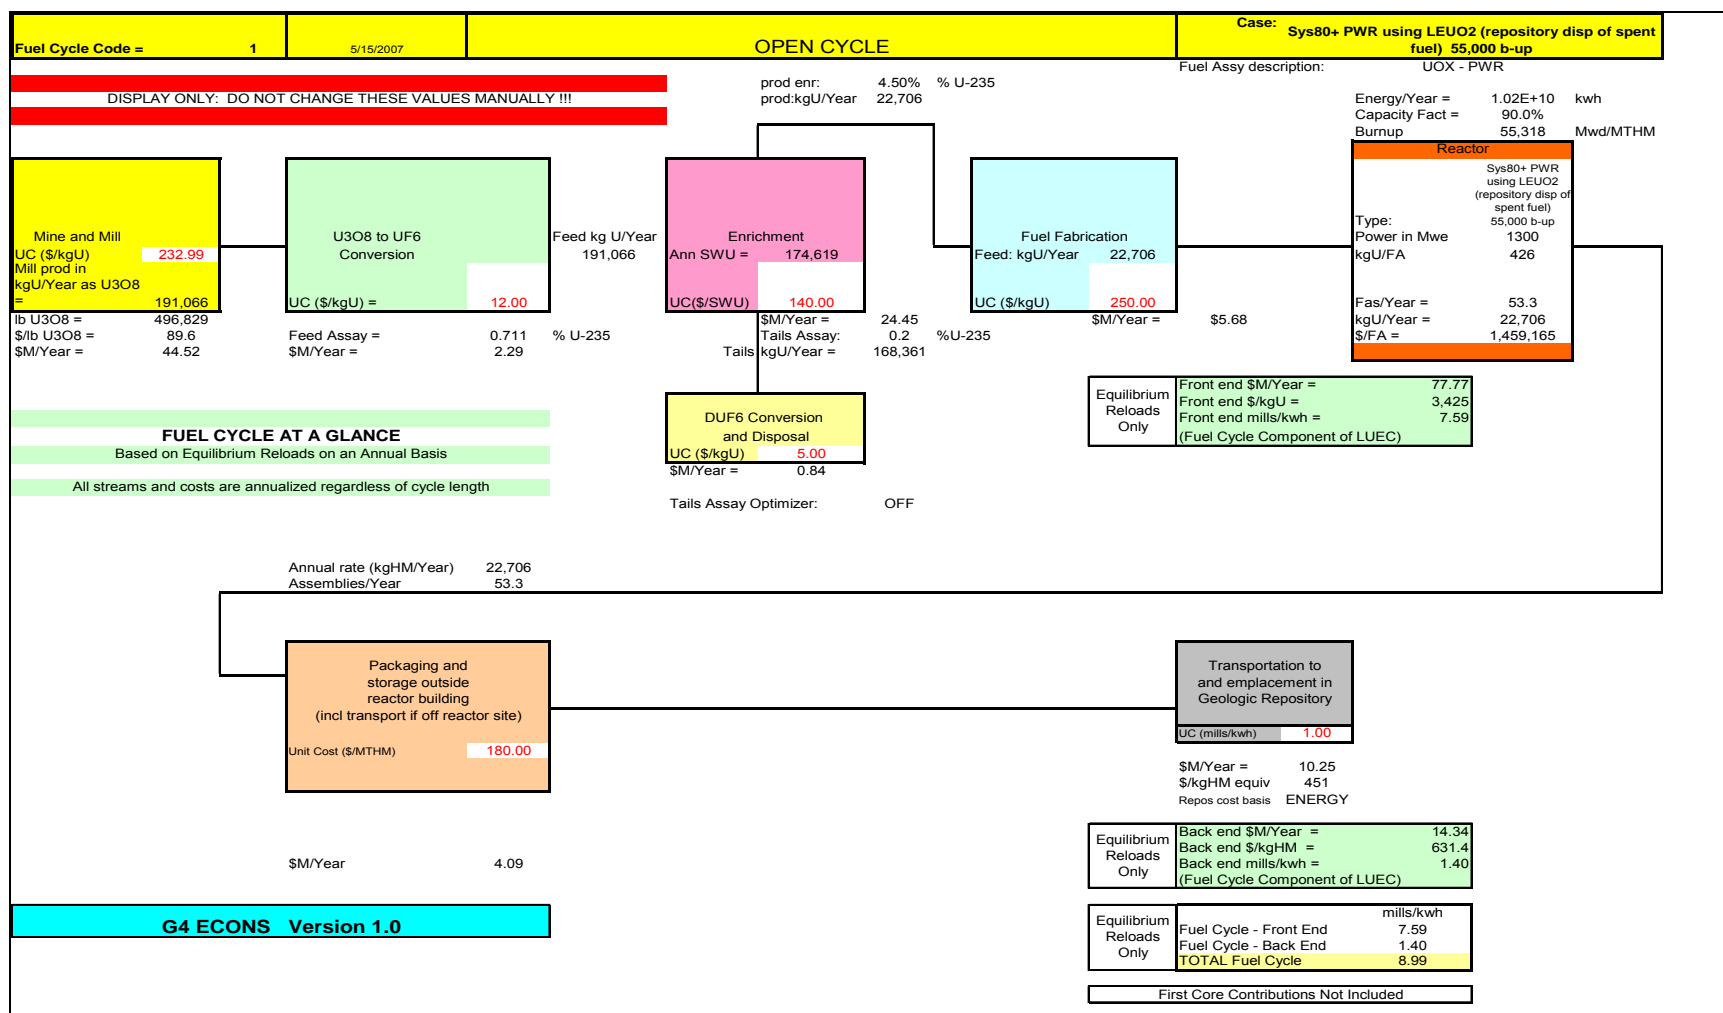 Fuel Cycle Code = 1 5/15/2007 OPEN CYCLE Case: Sys80+ PWR using LEUO2 (repository disp of spent
fuel) 55,000 b-up
Fuel Assy description: UOX - PWR
DISPLAY ONLY: DO NOT CHANGE THESE VALUES MANUALLY !!!
prod enr: 4.50% % U-235
prod:kgU/Year 22,706
Energy/Year = 1.02E+10 kwh
Capacity Fact = 90.0%
Burnup 55,318 Mwd/MTHM
Mine and Mill
UC ($/kgU) 232.99
Mill prod in
kgU/Year as U3O8
= 191,066
lb U3O8 = 496,829
$/lb U3O8 = 89.6
$M/Year = 44.52
U3O8 to UF6
Conversion
UC ($/kgU) = 12.00
Feed Assay = 0.711 % U-235
$M/Year = 2.29
Feed kg U/Year
191,066
Enrichment
Ann SWU = 174,619
UC($/SWU) 140.00
$M/Year = 24.45
Tails Assay: 0.2 %U-235
Tails kgU/Year = 168,361
DUF6 Conversion
and Disposal
UC ($/kgU) 5.00
$M/Year = 0.84
Tails Assay Optimizer: OFF
Fuel Fabrication
Feed: kgU/Year 22,706
UC ($/kgU) 250.00
$M/Year = $5.68
Reactor
Sys80+ PWR
using LEUO2
(repository disp of
spent fuel)
Type: 55,000 b-up
Power in Mwe 1300
kgU/FA 426
Fas/Year = 53.3
kgU/Year = 22,706
$/FA = 1,459,165
Equilibrium
Reloads
Only
Front end $M/Year = 77.77
Front end $/kgU = 3,425
Front end mills/kwh = 7.59
(Fuel Cycle Component of LUEC)
FUEL CYCLE AT A GLANCE
Based on Equilibrium Reloads on an Annual Basis
All streams and costs are annualized regardless of cycle length
Annual rate (kgHM/Year) 22,706
Assemblies/Year 53.3
Packaging and
storage outside
reactor building
(incl transport if off reactor site)
Unit Cost ($/MTHM) 180.00
$M/Year 4.09
Transportation to
and emplacement in
Geologic Repository
UC (mills/kwh) 1.00
$M/Year = 10.25
$/kgHM equiv 451
Repos cost basis ENERGY
Equilibrium
Reloads
Only
Back end $M/Year = 14.34
Back end $/kgHM = 631.4
Back end mills/kwh = 1.40
(Fuel Cycle Component of LUEC)
G4 ECONS Version 1.0
Equilibrium
Reloads
Only
mills/kwh
Fuel Cycle - Front End 7.59
Fuel Cycle - Back End 1.40
TOTAL Fuel Cycle 8.99
First Core Contributions Not Included